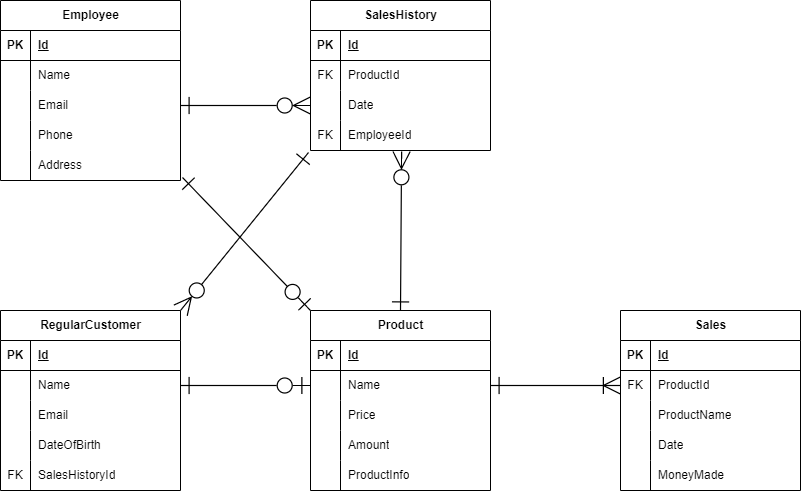 Employee
PK Id
Name
Email
Phone
Address
SalesHistory
PK Id
FK ProductId
Date
FK EmployeeId
RegularCustomer
PK Id
Name
Email
DateOfBirth
FK SalesHistoryId
Product
PK Id
Name
Price
Amount
ProductInfo
Sales
PK Id
FK ProductId
ProductName
Date
MoneyMade